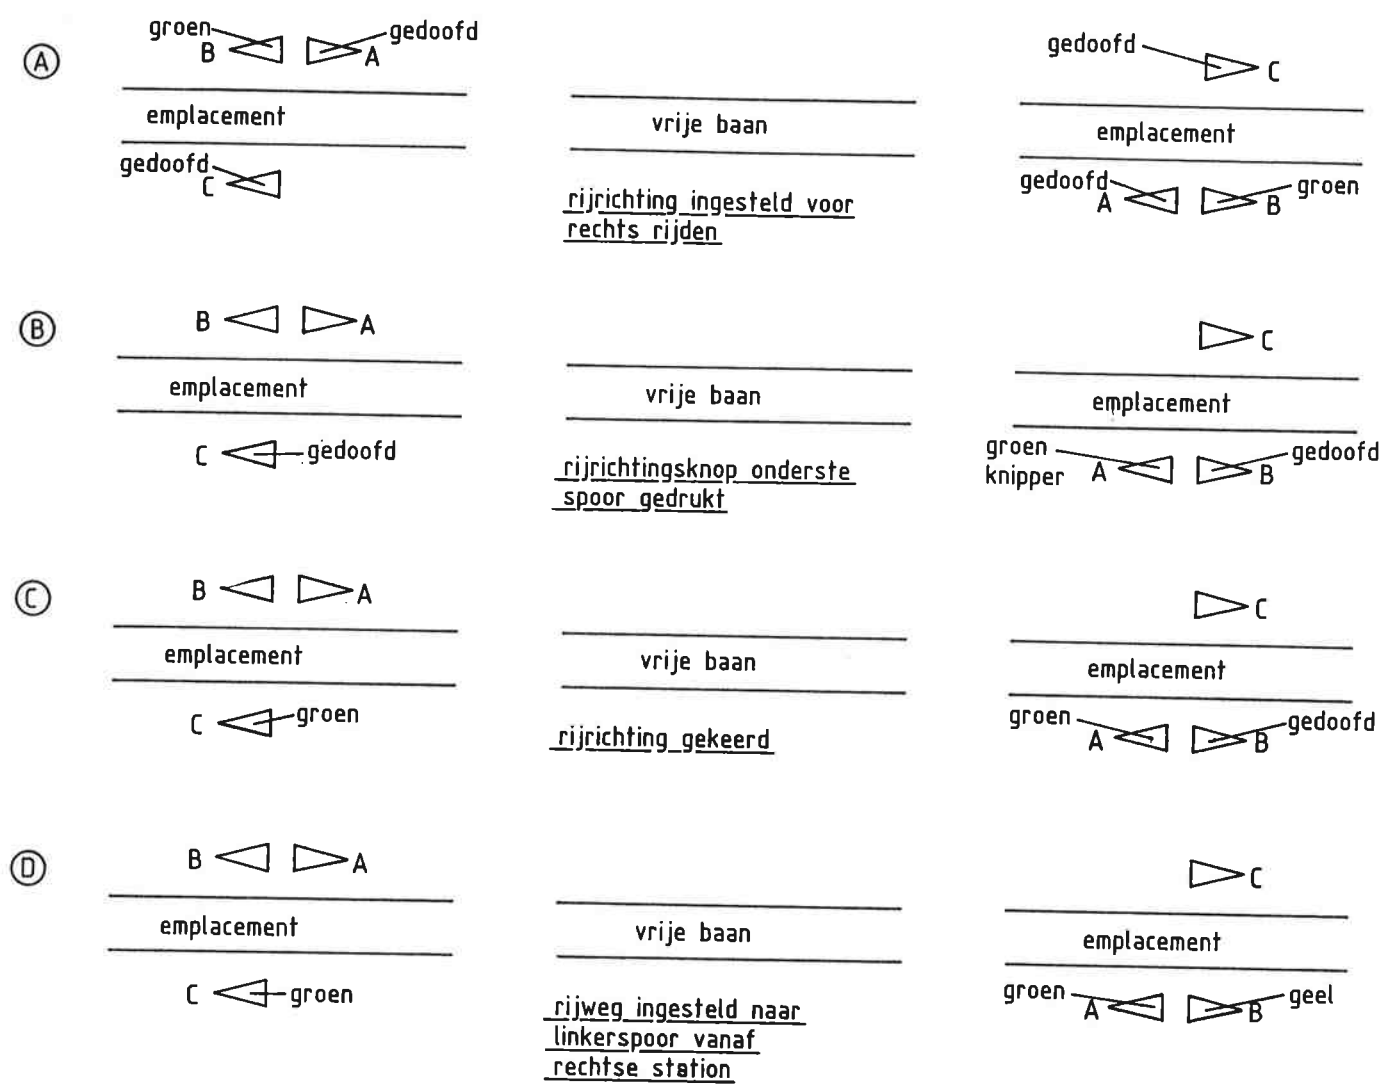 A
groen
gedoofd
B
A
gedoofd
C
emplacement
vrije baan
emplacement
gedoofd
C
gedoofd
A
groen
B
rijrichting ingesteld voor
rechts rijden
B
B
A
C
emplacement
vrije baan
emplacement
C
gedoofd
groen
knipper
A
gedoofd
B
rijrichtingsknop onderste
spoor gedrukt
C
B
A
C
emplacement
vrije baan
emplacement
C
groen
groen
A
gedoofd
B
rijrichting gekeerd
D
B
A
C
emplacement
vrije baan
emplacement
C
groen
groen
A
geel
B
rijweg ingesteld naar
linkerspoor vanaf
rechtse station